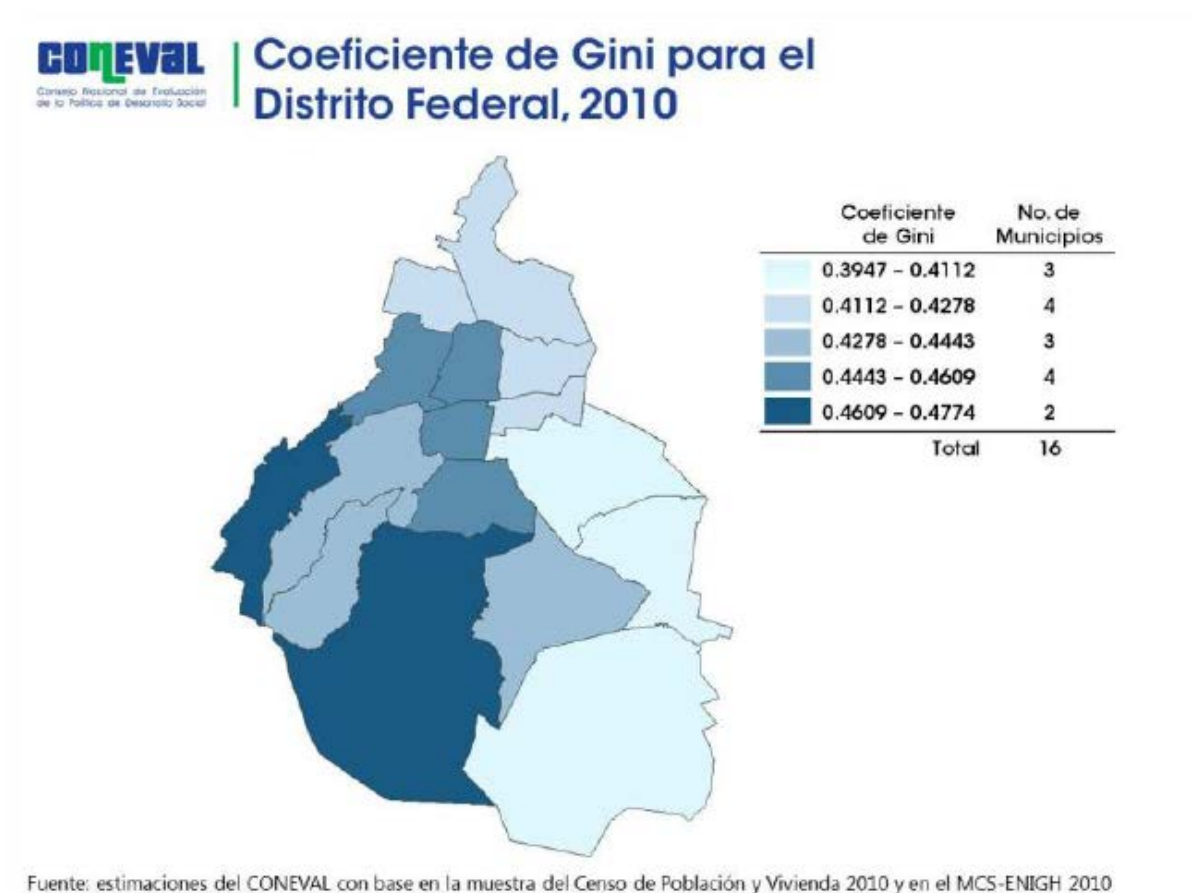 CONEVAL
Consejo Nacional de Evaluación
de la Política de Desarrollo Social
Coeficiente de Gini para el
Distrito Federal, 2010
Coeficiente
de Gini
No. de
Municipios
0.3947 – 0.4112 3
0.4112 – 0.4278 4
0.4278 – 0.4443 3
0.4443 – 0.4609 4
0.4609 – 0.4774 2
Total 16
Fuente: estimaciones del CONEVAL con base en la muestra del Censo de Población y Vivienda 2010 y en el MCS-ENIGH 2010